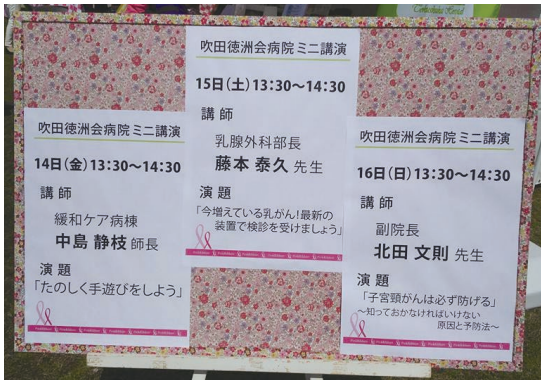 吹田徳洲会病院 ミニ講演
14日(金)13:30～14:30
講師
緩和ケア病棟
中島 静枝 師長
演題
「たのしく手遊びをしよう」
吹田徳洲会病院 ミニ講演
15日(土)13:30～14:30
講師
乳腺外科部長
藤本 泰久 先生
演題
「今増えている乳がん!最新の
装置で検診を受けましょう」
吹田徳洲会病院 ミニ講演
16日(日)13:30～14:30
講師
副院長
北田 文則 先生
演題
「子宮頸がんは必ず防げる」
～知っておかなければいけない
原因と予防法～